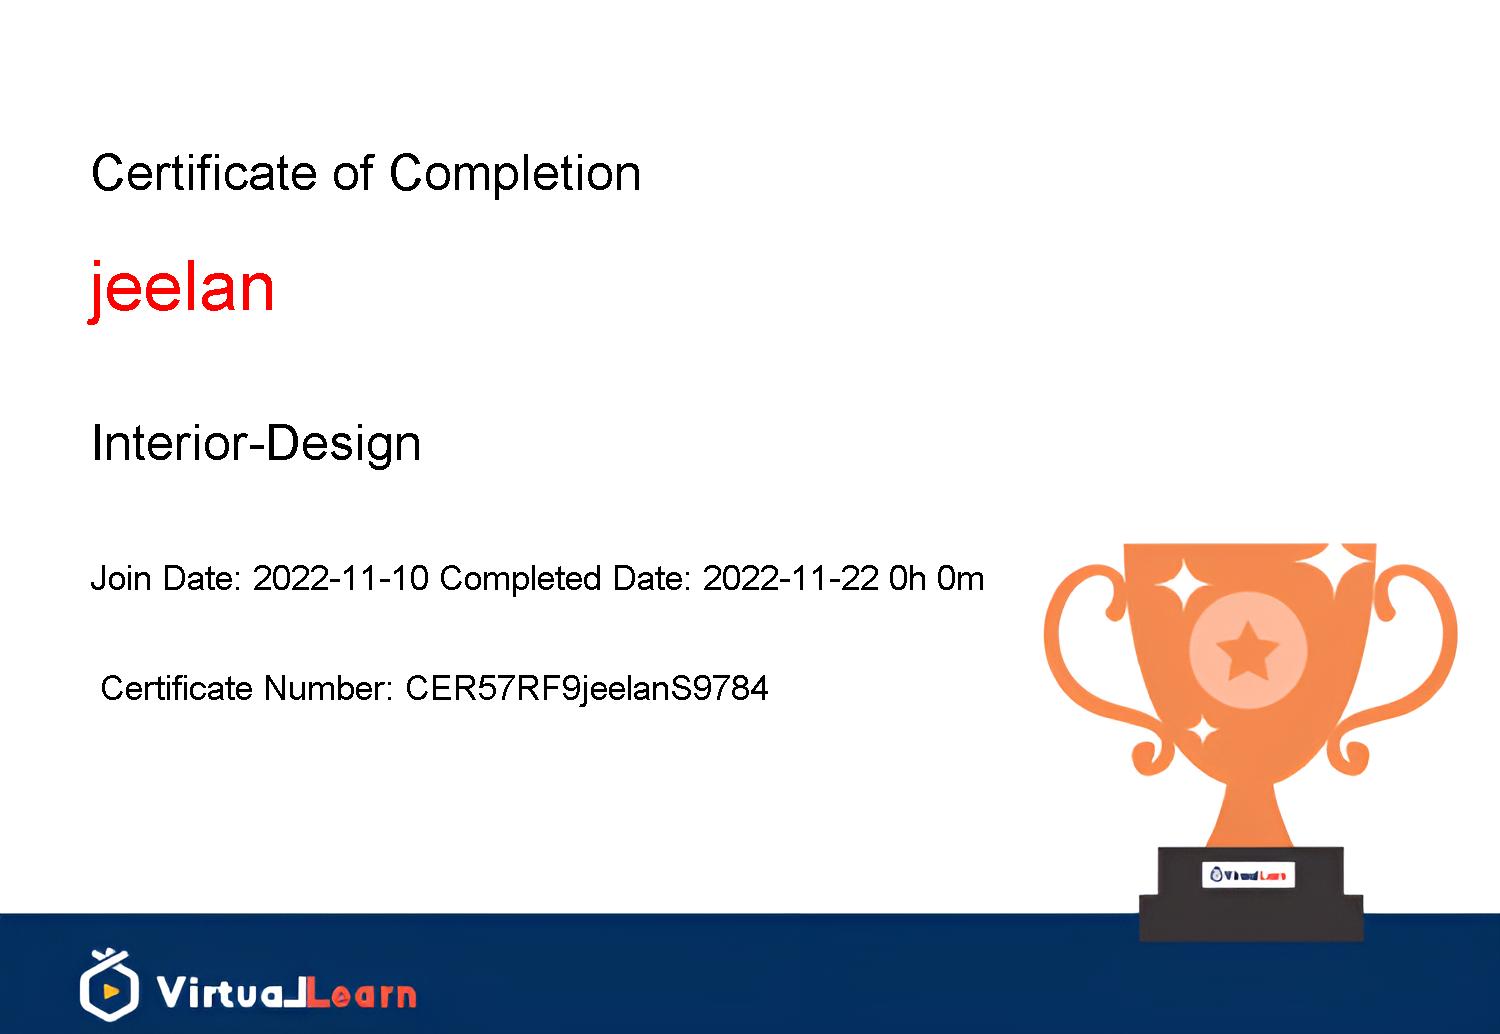 Certificate of Completion
jeelan
Interior-Design
Join Date: 2022-11-10 Completed Date: 2022-11-22 0h 0m
Certificate Number: CER57RF9jeelanS9784
VirtualLearn
VirtualLearn